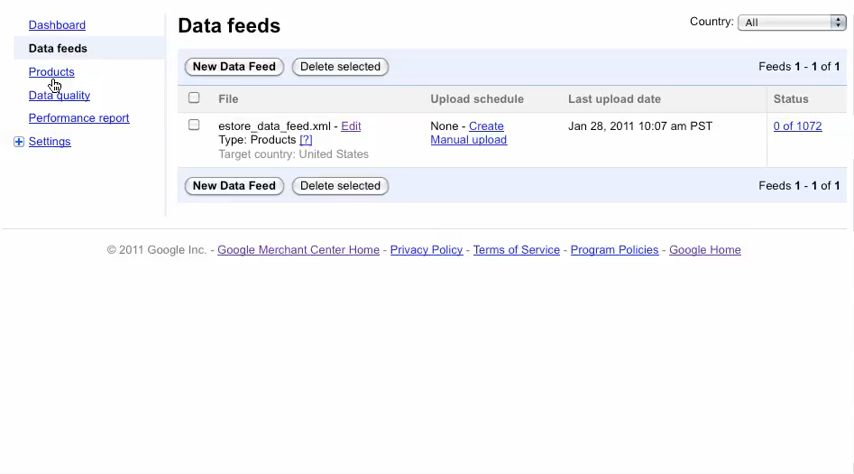 Dashboard
Data feeds
Products
Data quality
Performance report
Settings
Data feeds
Country: All
New Data Feed Delete selected Feeds 1 - 1 of 1
File Upload schedule Last upload date Status
estore_data_feed.xml - Edit None - Create Jan 28, 2011 10:07 am PST 0 of 1072
Type: Products [?] Manual upload
Target country: United States
New Data Feed Delete selected Feeds 1 - 1 of 1
© 2011 Google Inc. - Google Merchant Center Home - Privacy Policy - Terms of Service - Program Policies - Google Home